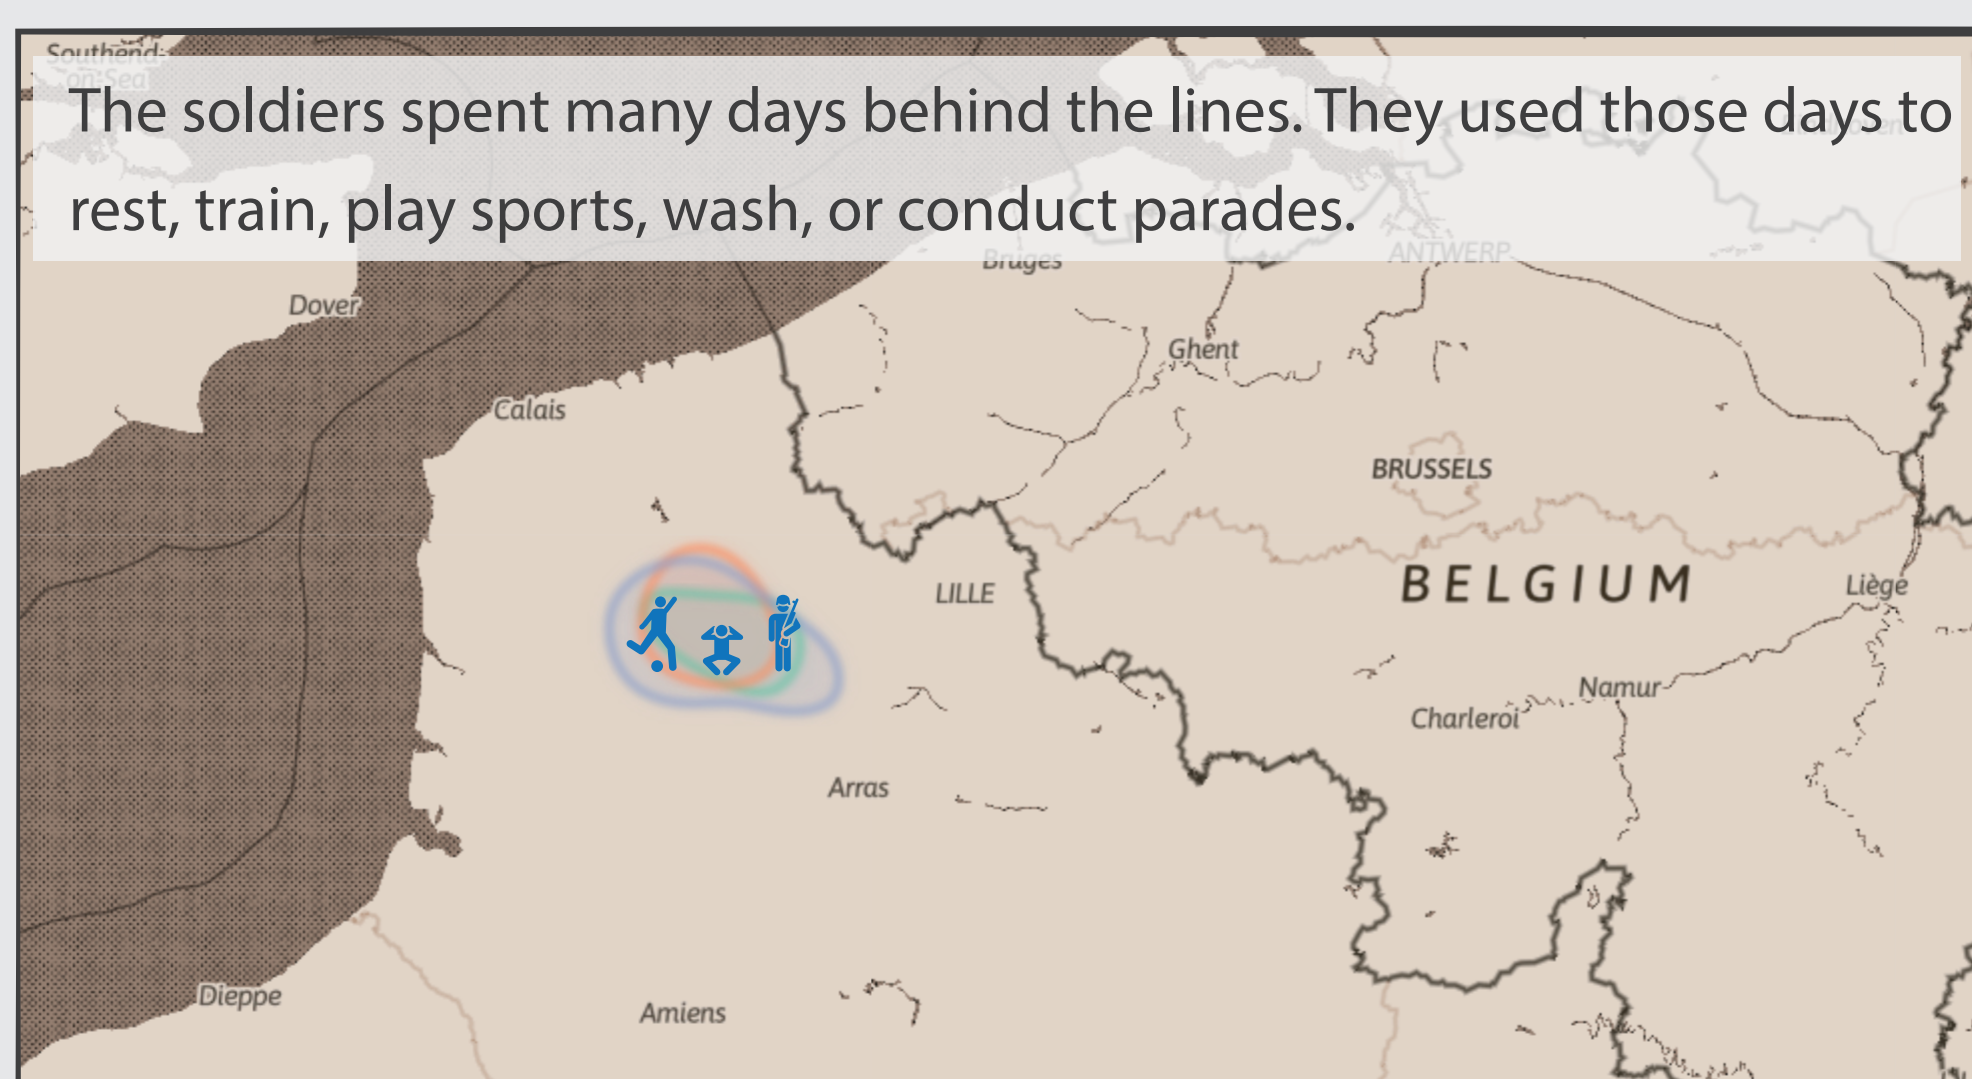 Southend-
on-Sea
The soldiers spent many days behind the lines. They used those days to
rest, train, play sports, wash, or conduct parades.
Eindhoven
Bruges
ANTWERP
Dover
Ghent
Calais
BRUSSELS
BELGIUM
LILLE
Liège
Namur
Charleroi
Arras
Dieppe
Amiens